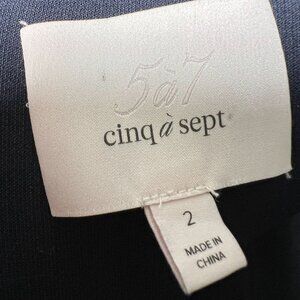 5à7
cinq à sept
2
MADE IN
CHINA